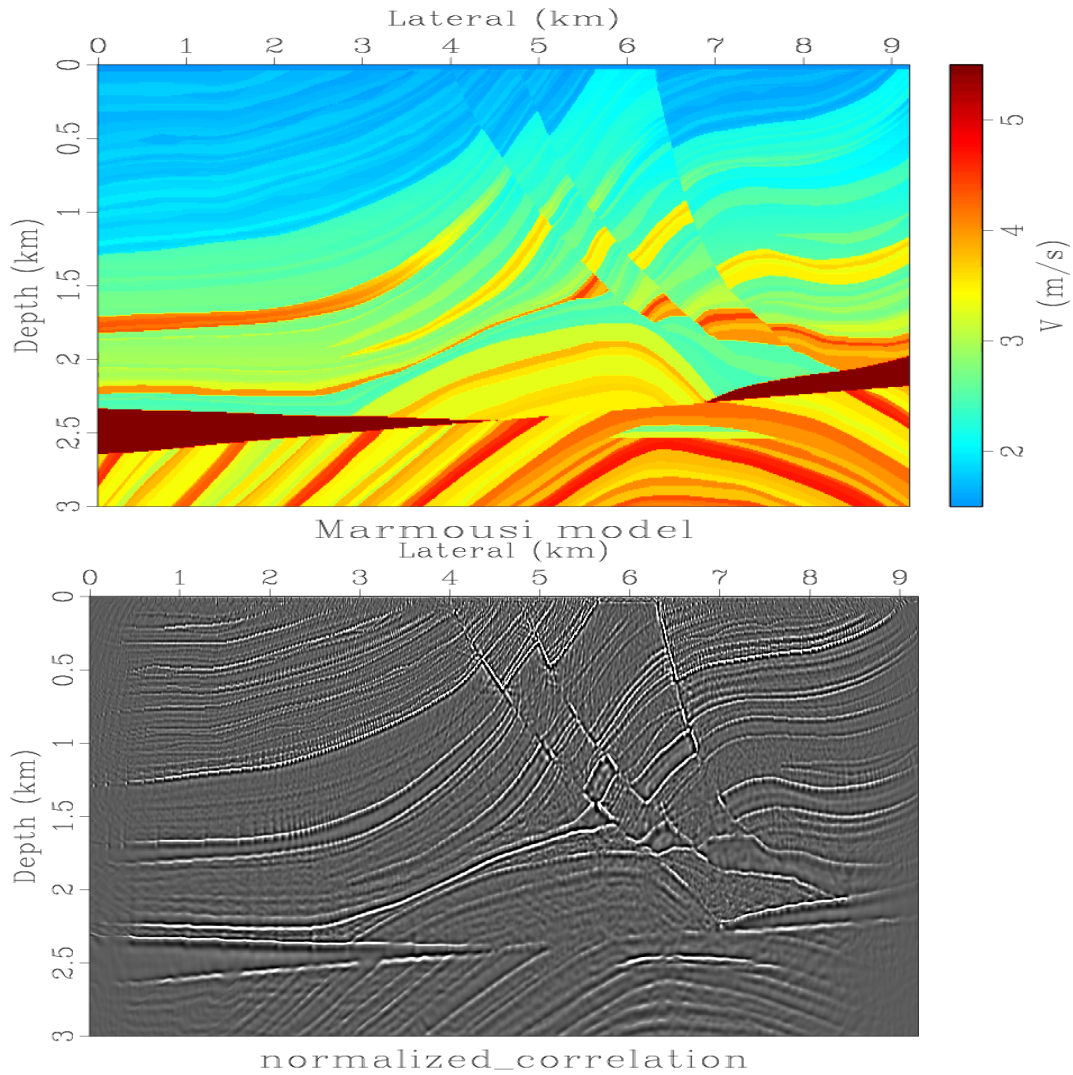 Lateral (km)
0 1 2 3 4 5 6 7 8 9
0
0.5
1
1.5
2
2.5
3
Depth (km)
5
4
3
2
V (m/s)
Marmousi model
Lateral (km)
0 1 2 3 4 5 6 7 8 9
0
0.5
1
1.5
2
2.5
3
Depth (km)
normalized_correlation